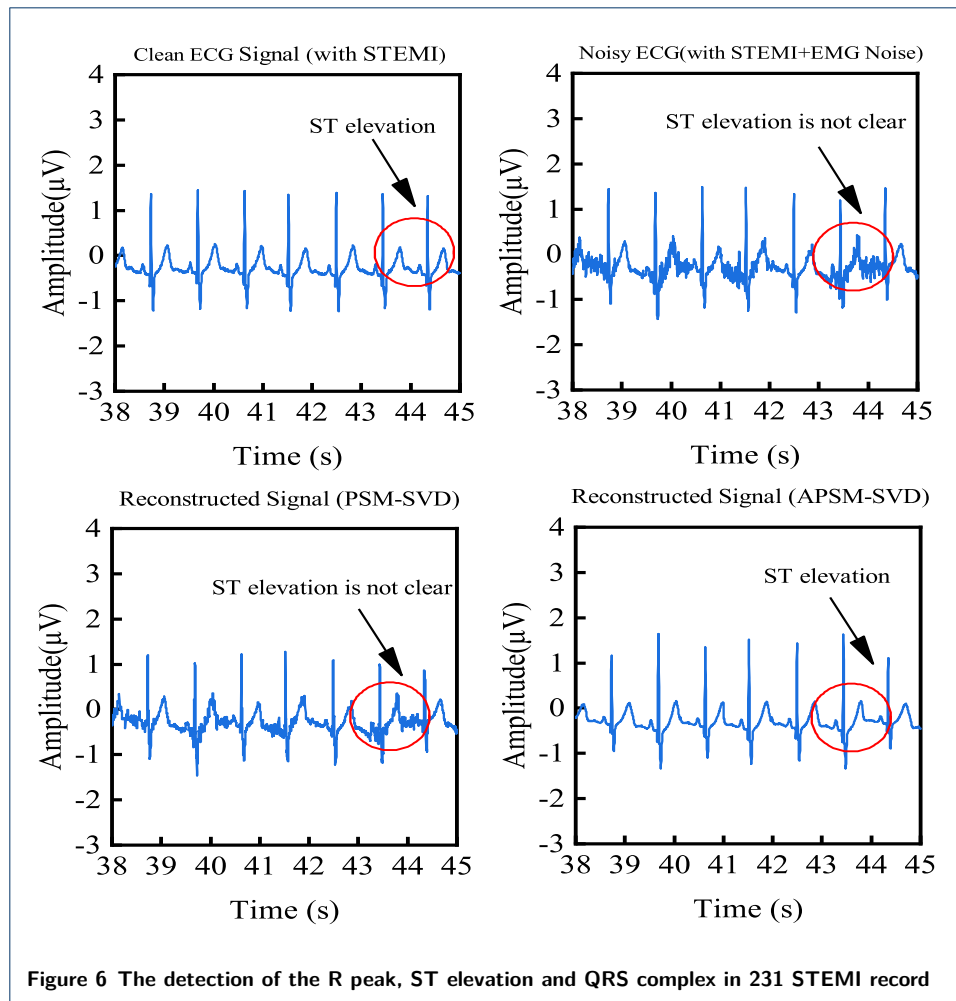 Clean ECG Signal (with STEMI)
4
3
2
1
0
-1
-2
-3
Amplitude(μV)
ST elevation
38 39 40 41 42 43 44 45
Time (s)
Noisy ECG(with STEMI+EMG Noise)
4
3
2
1
0
-1
-2
-3
Amplitude(μV)
ST elevation is not clear
38 39 40 41 42 43 44 45
Time (s)
Reconstructed Signal (PSM-SVD)
4
3
2
1
0
-1
-2
-3
Amplitude(μV)
ST elevation is not clear
38 39 40 41 42 43 44 45
Time (s)
Reconstructed Signal (APSM-SVD)
4
3
2
1
0
-1
-2
-3
Amplitude(μV)
ST elevation
38 39 40 41 42 43 44 45
Time (s)
Figure 6 The detection of the R peak, ST elevation and QRS complex in 231 STEMI record